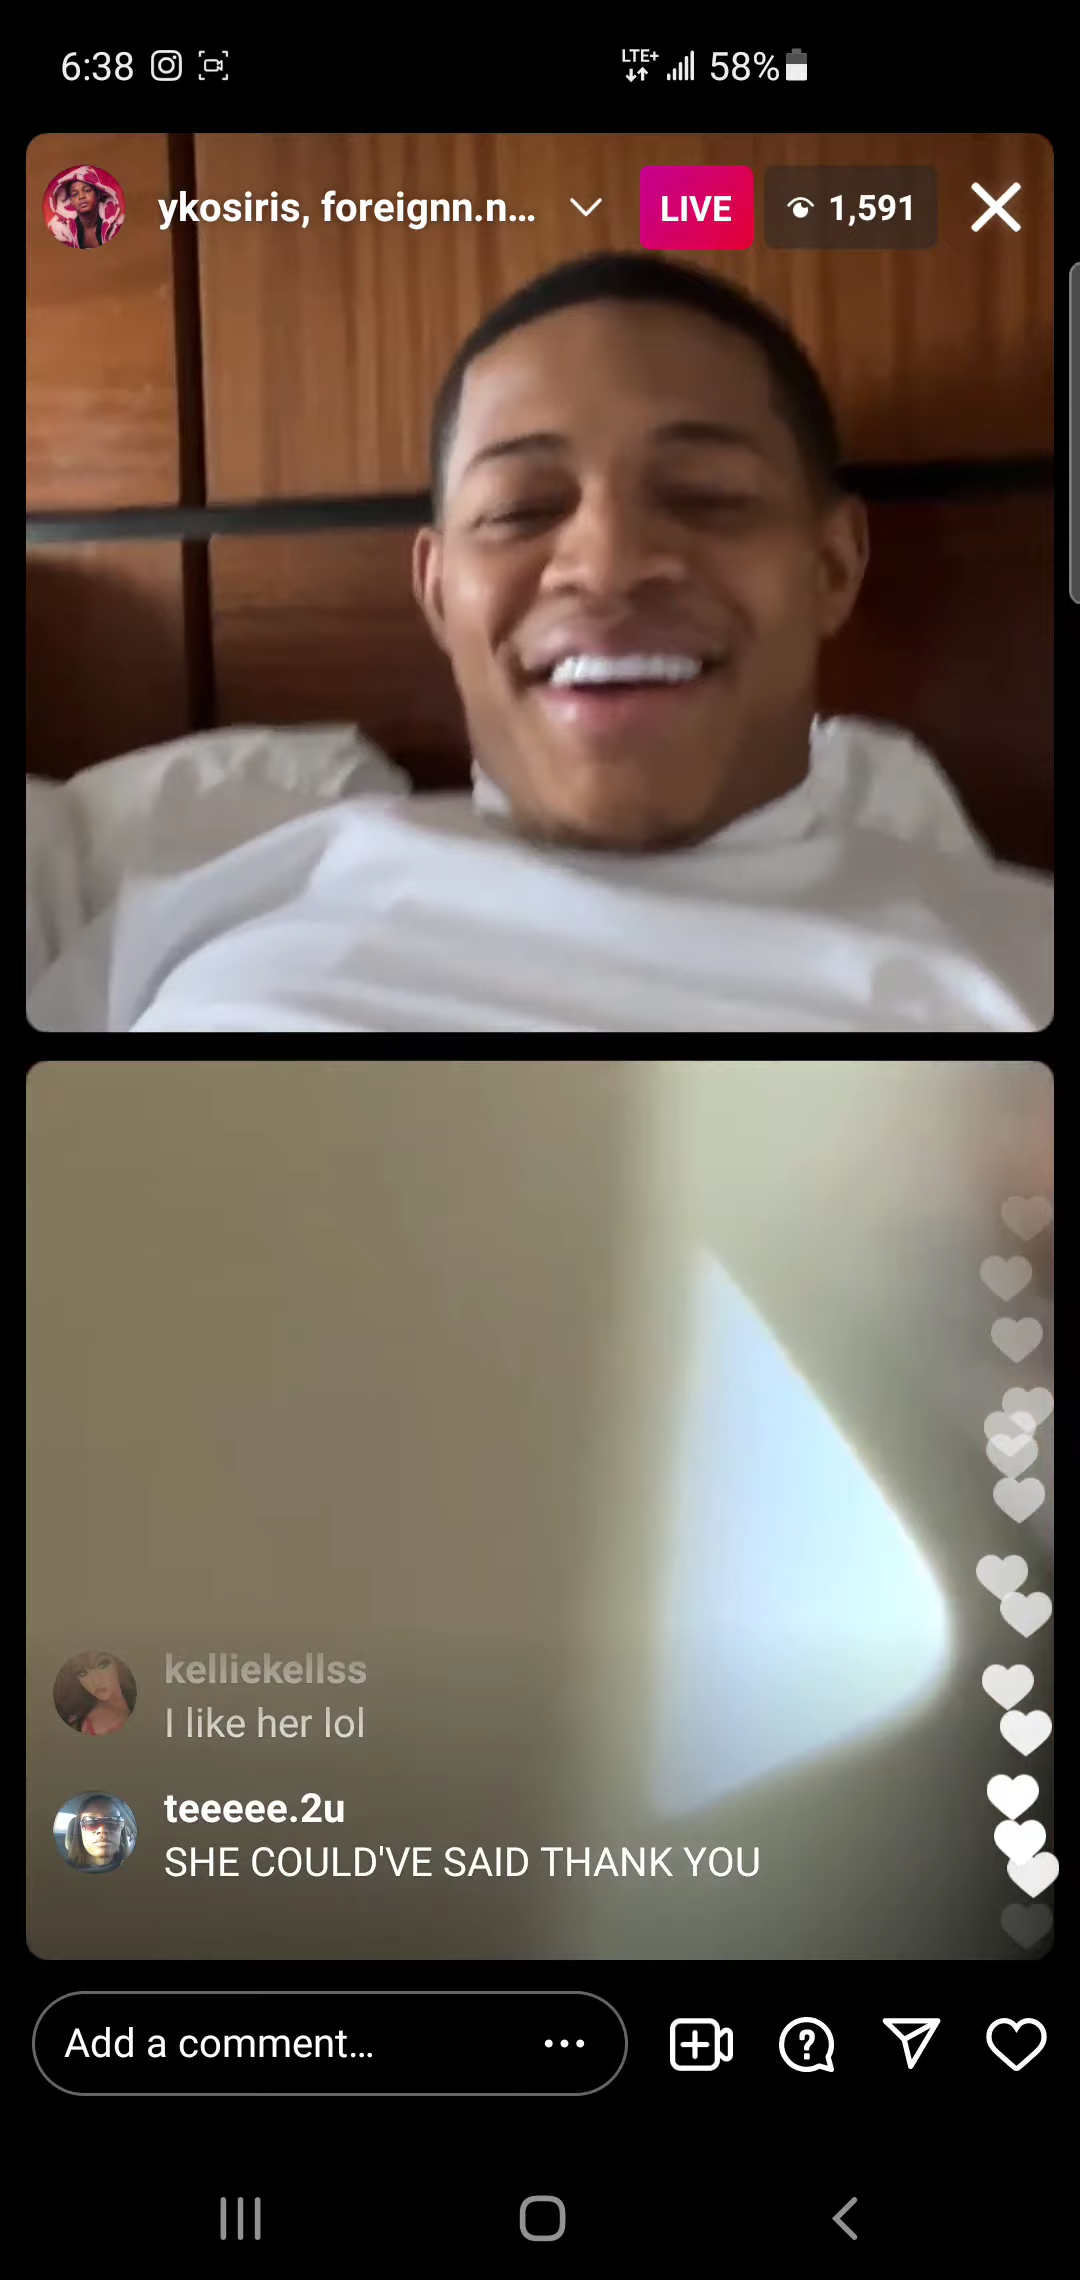 6:38
LTE+
58%
ykosiris, foreignn.n...
LIVE
1,591
kelliekellss
I like her lol
teeeee.2u
SHE COULD'VE SAID THANK YOU
Add a comment...